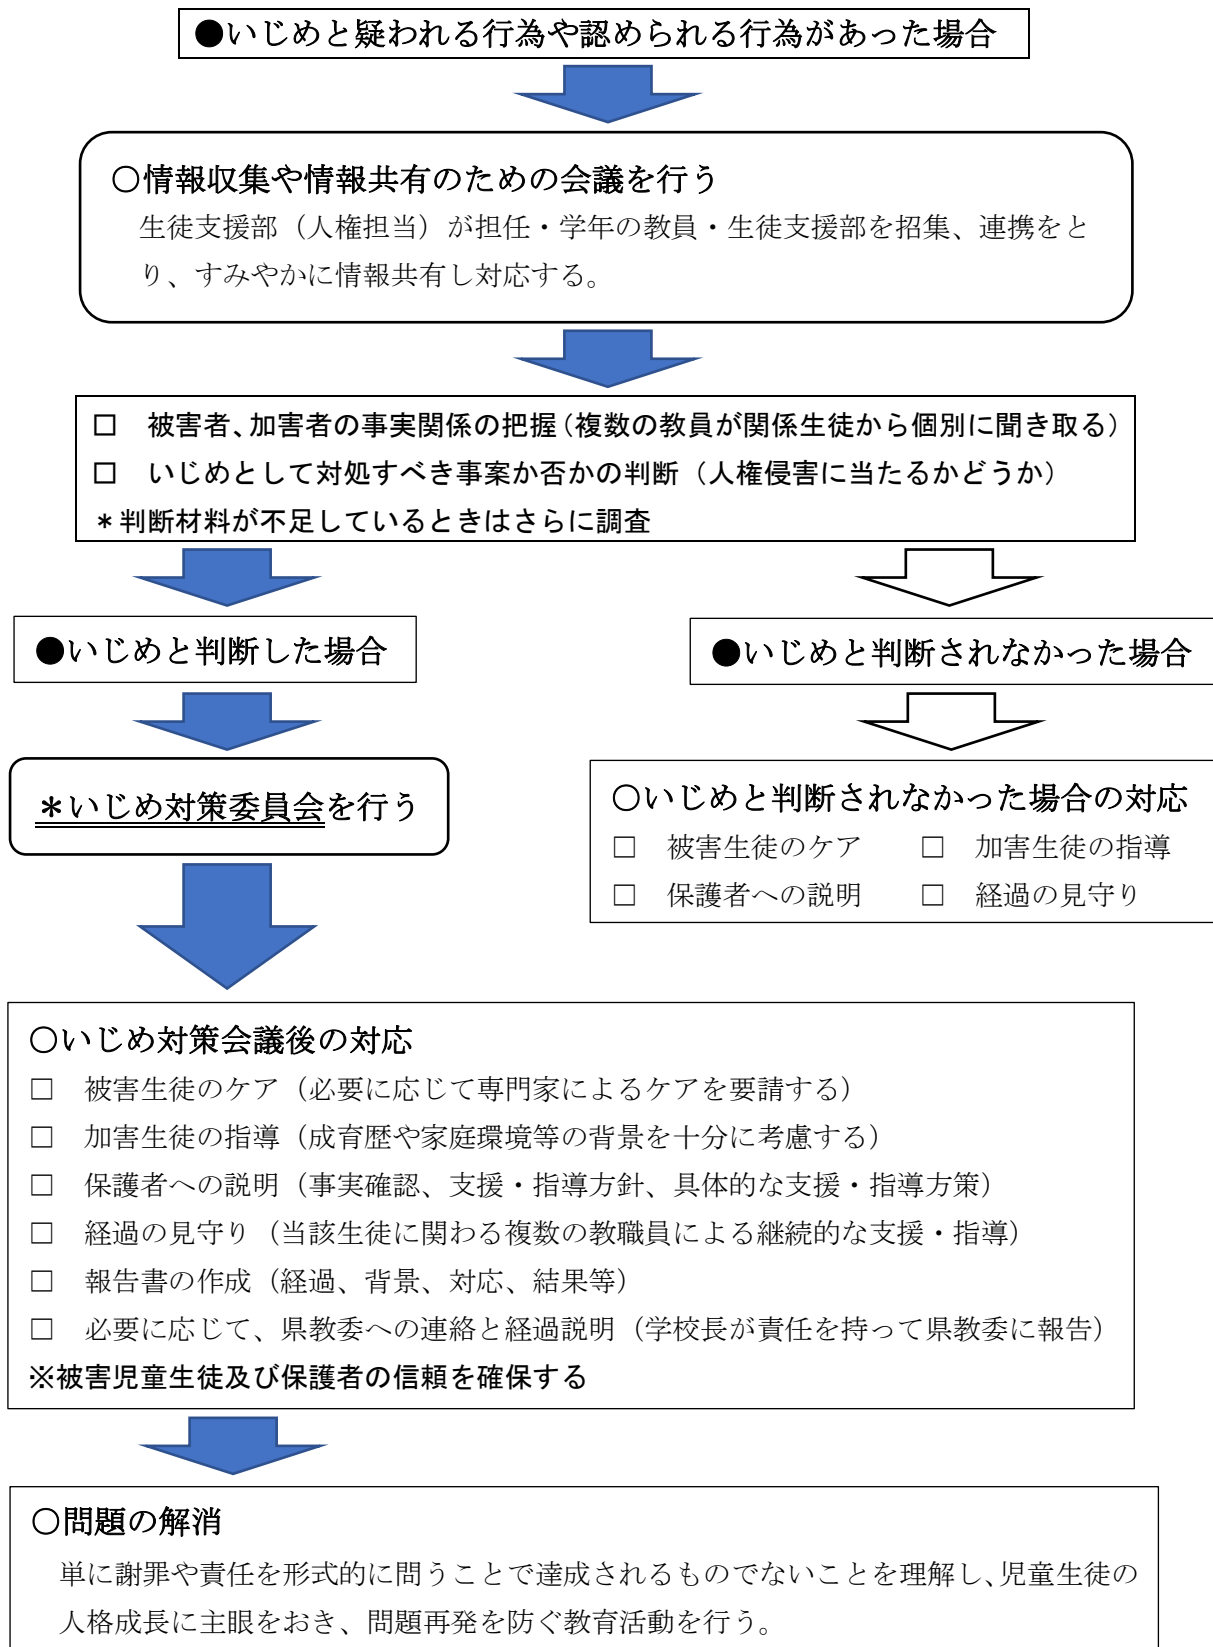 ●いじめと疑われる行為や認められる行為があった場合
○情報収集や情報共有のための会議を行う
生徒支援部（人権担当）が担任・学年の教員・生徒支援部を招集、連携をと
り、すみやかに情報共有し対応する。
□　被害者、加害者の事実関係の把握（複数の教員が関係生徒から個別に聞き取る）
□　いじめとして対処すべき事案か否かの判断（人権侵害に当たるかどうか）
＊判断材料が不足しているときはさらに調査
●いじめと判断した場合
●いじめと判断されなかった場合
＊いじめ対策委員会を行う
○いじめと判断されなかった場合の対応
□　被害生徒のケア　　□　加害生徒の指導
□　保護者への説明　　□　経過の見守り
○いじめ対策会議後の対応
□　被害生徒のケア（必要に応じて専門家によるケアを要請する）
□　加害生徒の指導（成育歴や家庭環境等の背景を十分に考慮する）
□　保護者への説明（事実確認、支援・指導方針、具体的な支援・指導方策）
□　経過の見守り（当該生徒に関わる複数の教職員による継続的な支援・指導）
□　報告書の作成（経過、背景、対応、結果等）
□　必要に応じて、県教委への連絡と経過説明（学校長が責任を持って県教委に報告）
※被害児童生徒及び保護者の信頼を確保する
○問題の解消
単に謝罪や責任を形式的に問うことで達成されるものでないことを理解し、児童生徒の
人格成長に主眼をおき、問題再発を防ぐ教育活動を行う。